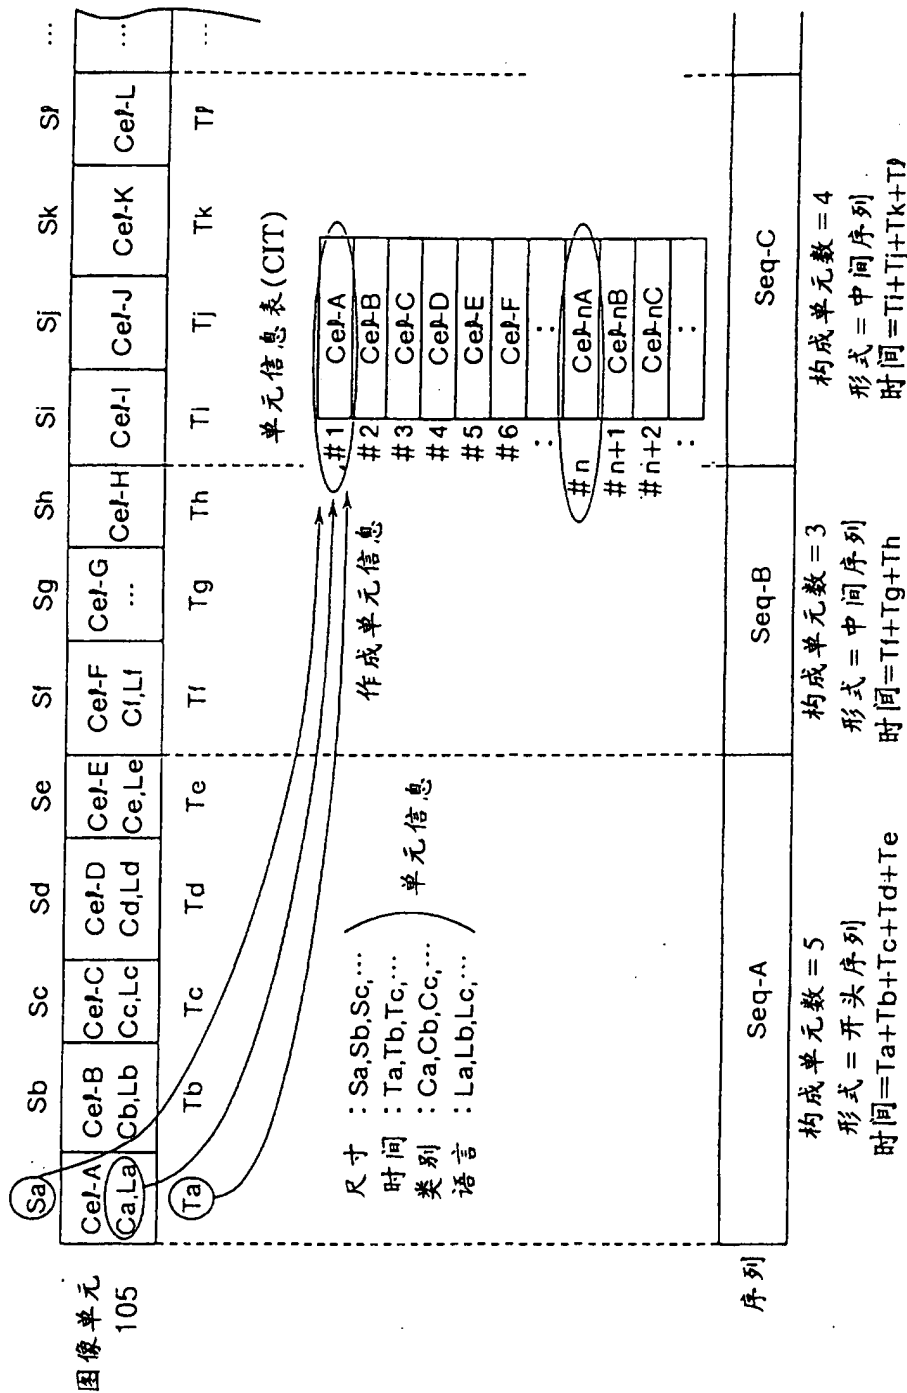 Sa Sb Sc Sd Se Sf Sg Sh Si Sj Sk Sℓ …
图像单元
105
Ceℓ-A Ceℓ-B Ceℓ-C Ceℓ-D Ceℓ-E Ceℓ-F Ceℓ-G Ceℓ-H Ceℓ-I Ceℓ-J Ceℓ-K Ceℓ-L …
Ca,La Cb,Lb Cc,Lc Cd,Ld Ce,Le Cf,Lf …
Ta Tb Tc Td Te Tf Tg Th Ti Tj Tk Tℓ …
单元信息表(CIT)
#1 Ceℓ-A
#2 Ceℓ-B
#3 Ceℓ-C
#4 Ceℓ-D
#5 Ceℓ-E
#6 Ceℓ-F
: :
#n Ceℓ-nA
#n+1 Ceℓ-nB
#n+2 Ceℓ-nC
: :
作成单元信息
尺寸 :Sa,Sb,Sc,…
时间 :Ta,Tb,Tc,…
类别 :Ca,Cb,Cc,…
语言 :La,Lb,Lc,…
单元信息
序列
Seq-A Seq-B Seq-C
构成单元数=5
形式=开头序列
时间=Ta+Tb+Tc+Td+Te
构成单元数=3
形式=中间序列
时间=Tf+Tg+Th
构成单元数=4
形式=中间序列
时间=Ti+Tj+Tk+Tℓ